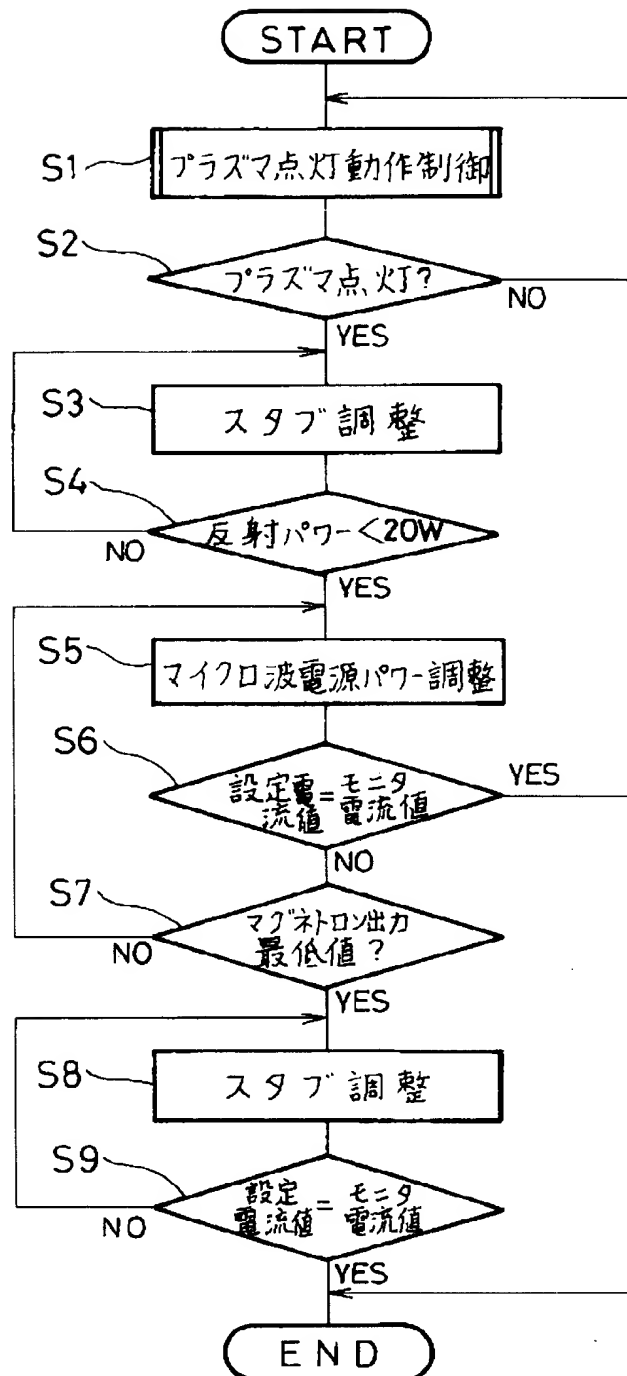 START
S1
プラズマ点灯動作制御
S2
プラズマ点灯?
NO
YES
S3
スタブ調整
S4
反射パワー<20W
NO
YES
S5
マイクロ波電源パワー調整
S6
設定電=モニタ
流値 電流値
YES
NO
S7
マグネトロン出力
最低値?
NO
YES
S8
スタブ調整
S9
設定=モニタ
電流値 電流値
NO
YES
END